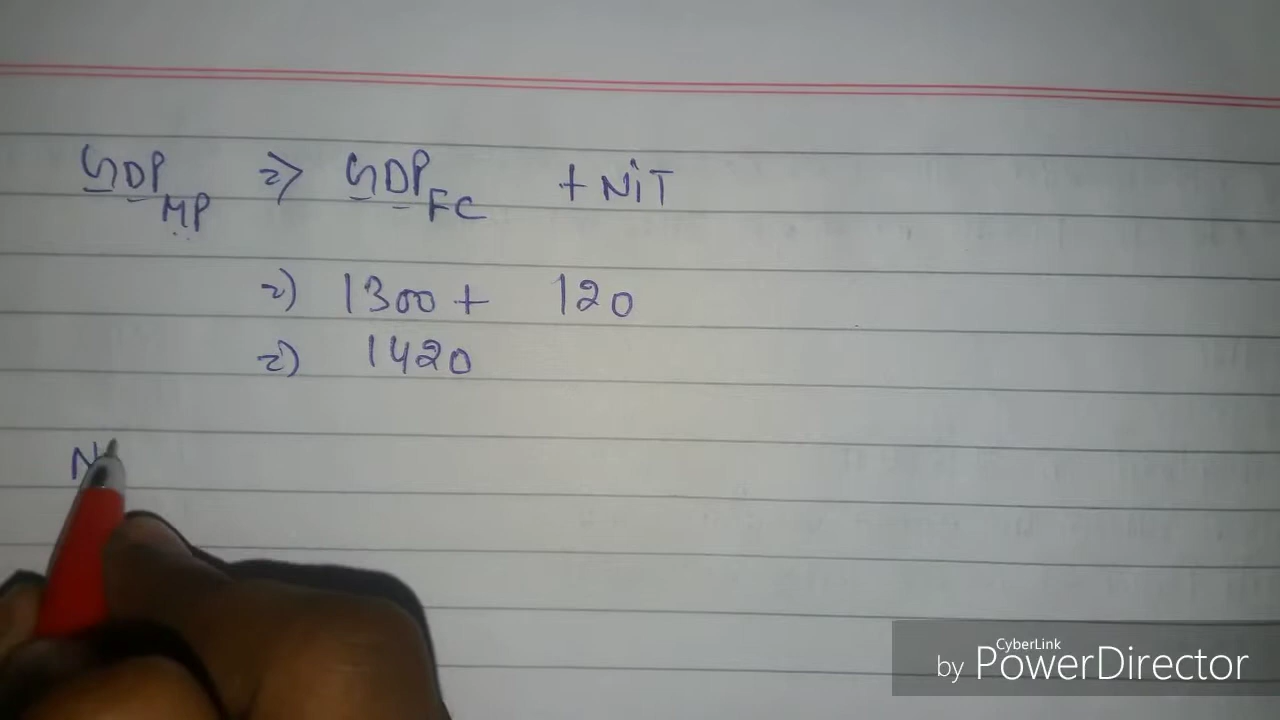 GDP MP => GDP FC + NiT
=) 1300 + 120
=) 1420
N
CyberLink
by PowerDirector